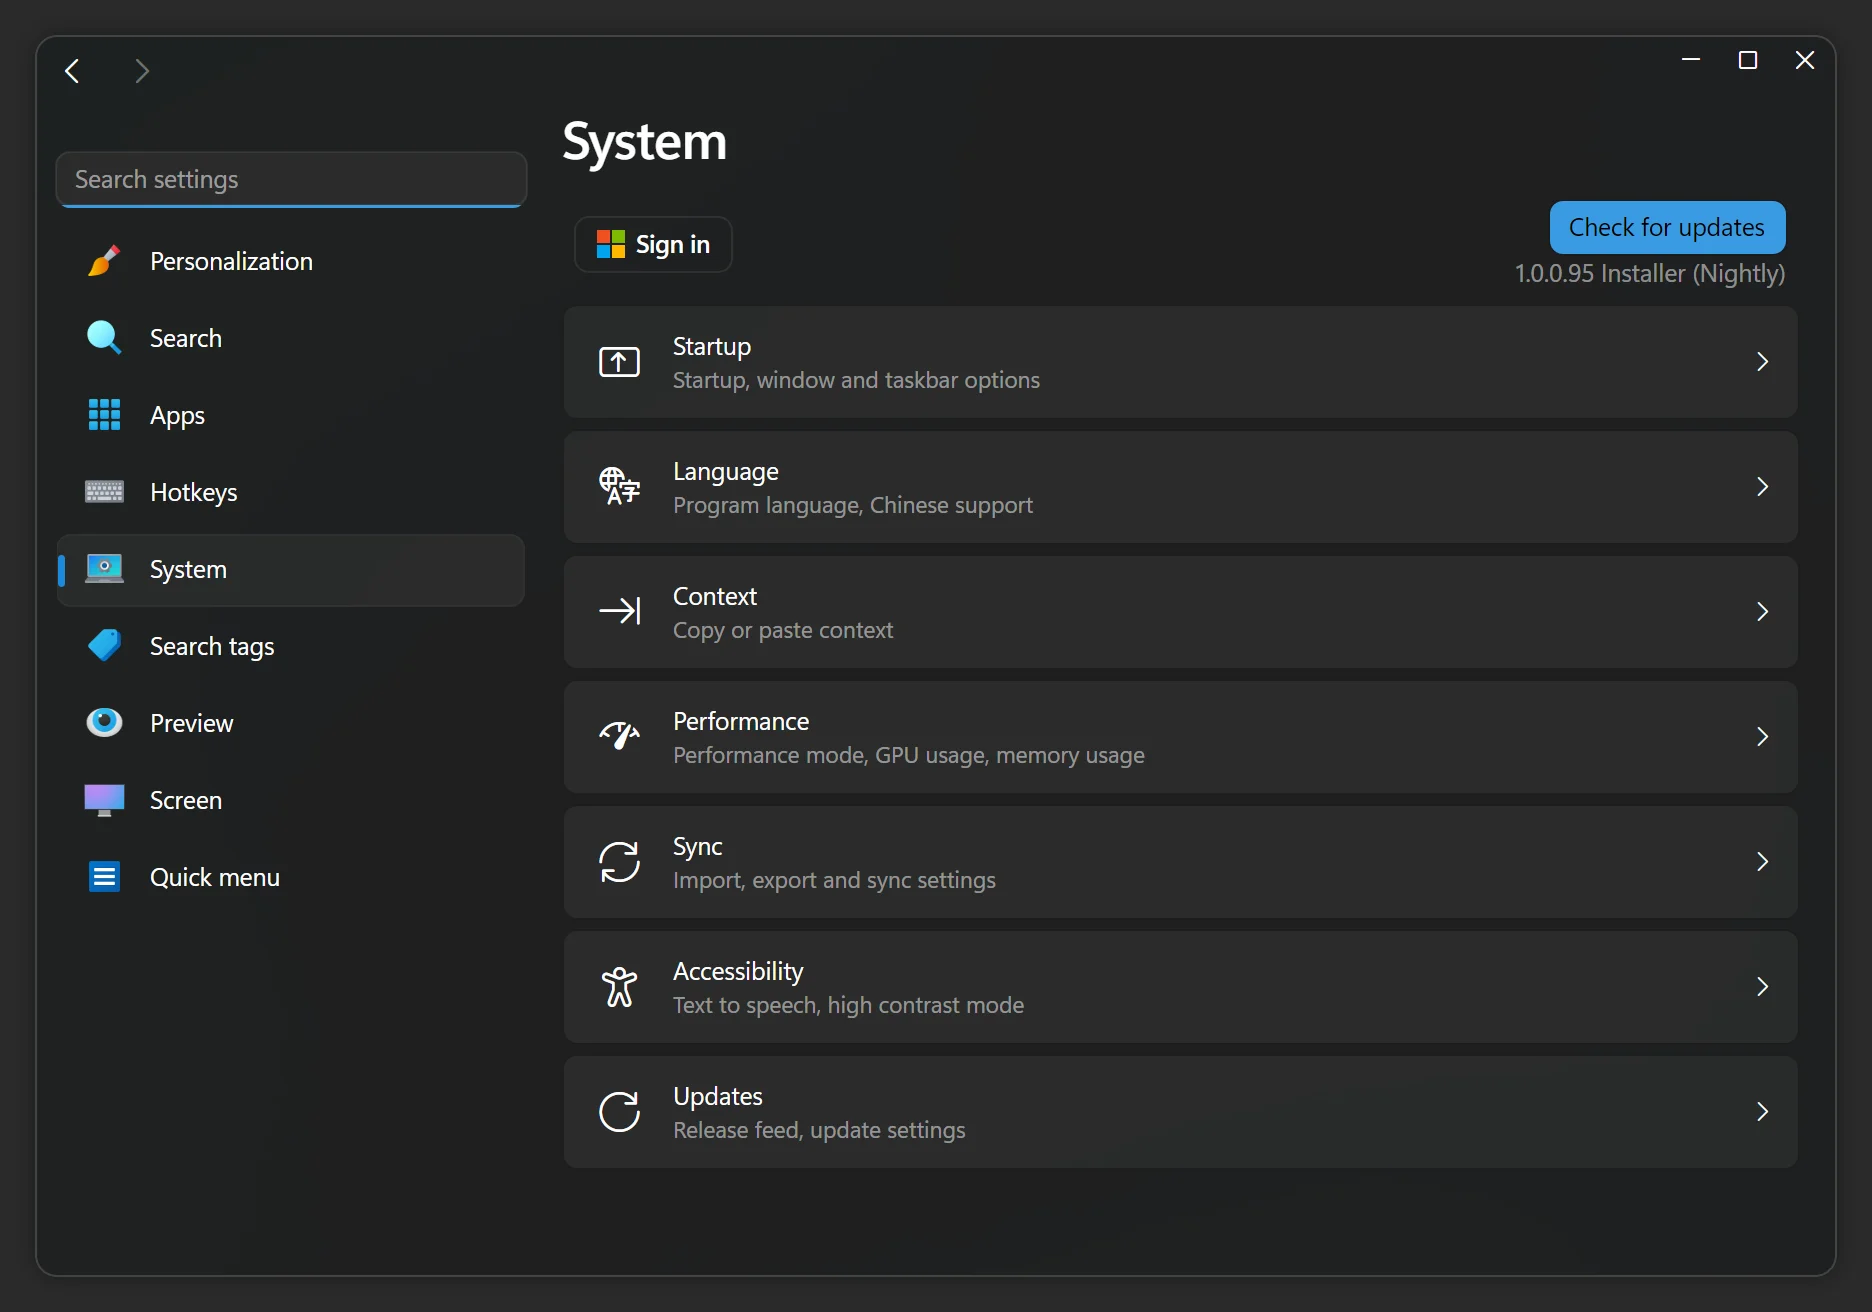 Search settings
Personalization
Search
Apps
Hotkeys
System
Search tags
Preview
Screen
Quick menu
System
Sign in
Check for updates
1.0.0.95 Installer (Nightly)
Startup
Startup, window and taskbar options
Language
Program language, Chinese support
Context
Copy or paste context
Performance
Performance mode, GPU usage, memory usage
Sync
Import, export and sync settings
Accessibility
Text to speech, high contrast mode
Updates
Release feed, update settings